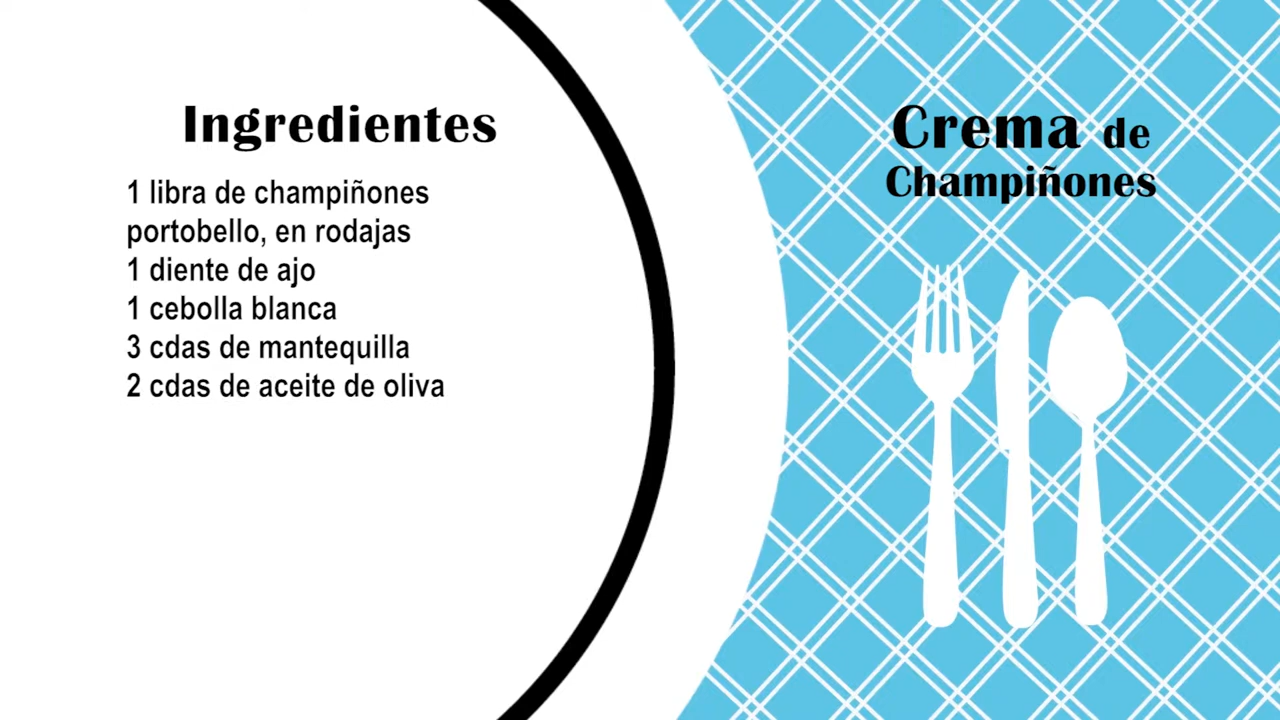 Ingredientes
1 libra de champiñones
portobello, en rodajas
1 diente de ajo
1 cebolla blanca
3 cdas de mantequilla
2 cdas de aceite de oliva
Crema de
Champiñones